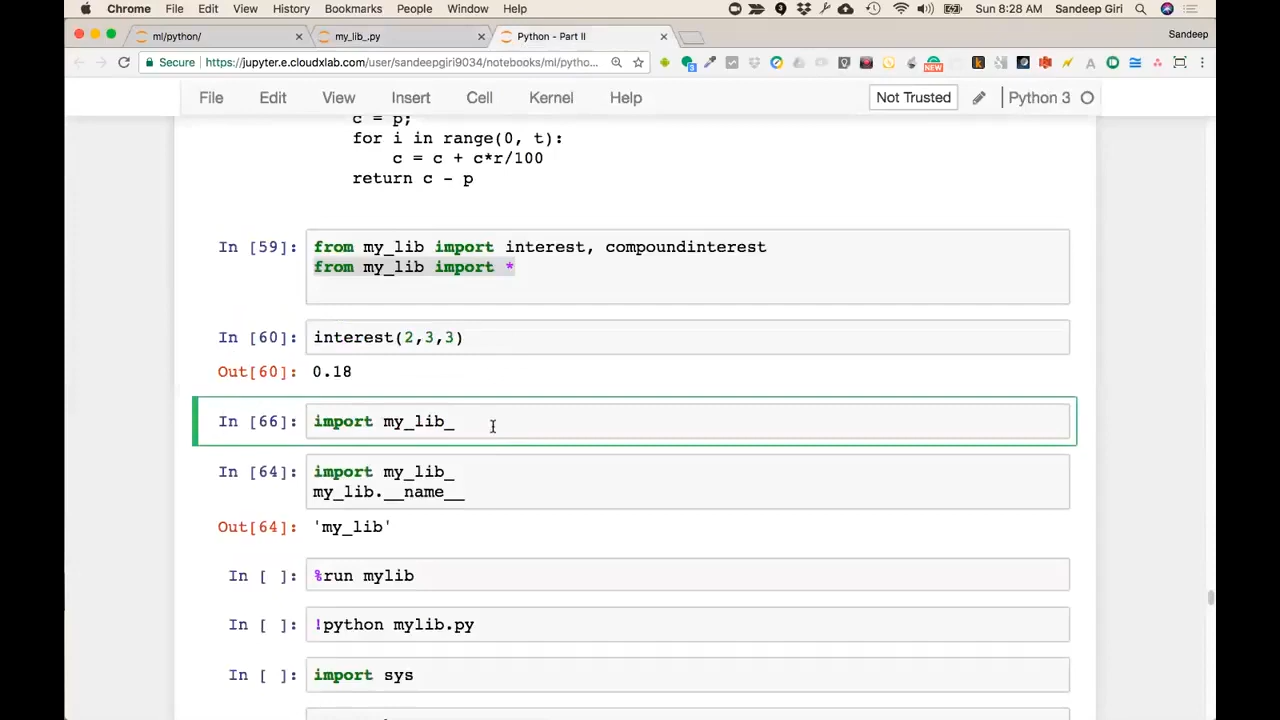 Chrome File Edit View History Bookmarks People Window Help Sun 8:28 AM Sandeep Giri
ml/python/ my_lib_.py Python - Part II Sandeep
Secure https://jupyter.e.cloudxlab.com/user/sandeepgiri9034/notebooks/ml/pytho... NEW
File Edit View Insert Cell Kernel Help Not Trusted Python 3
c = p;
for i in range(0, t):
c = c + c*r/100
return c - p
In [59]: from my_lib import interest, compoundinterest
from my_lib import *
In [60]: interest(2,3,3)
Out[60]: 0.18
In [66]: import my_lib_
In [64]: import my_lib_
my_lib.__name__
Out[64]: 'my_lib'
In [ ]: %run mylib
In [ ]: !python mylib.py
In [ ]: import sys